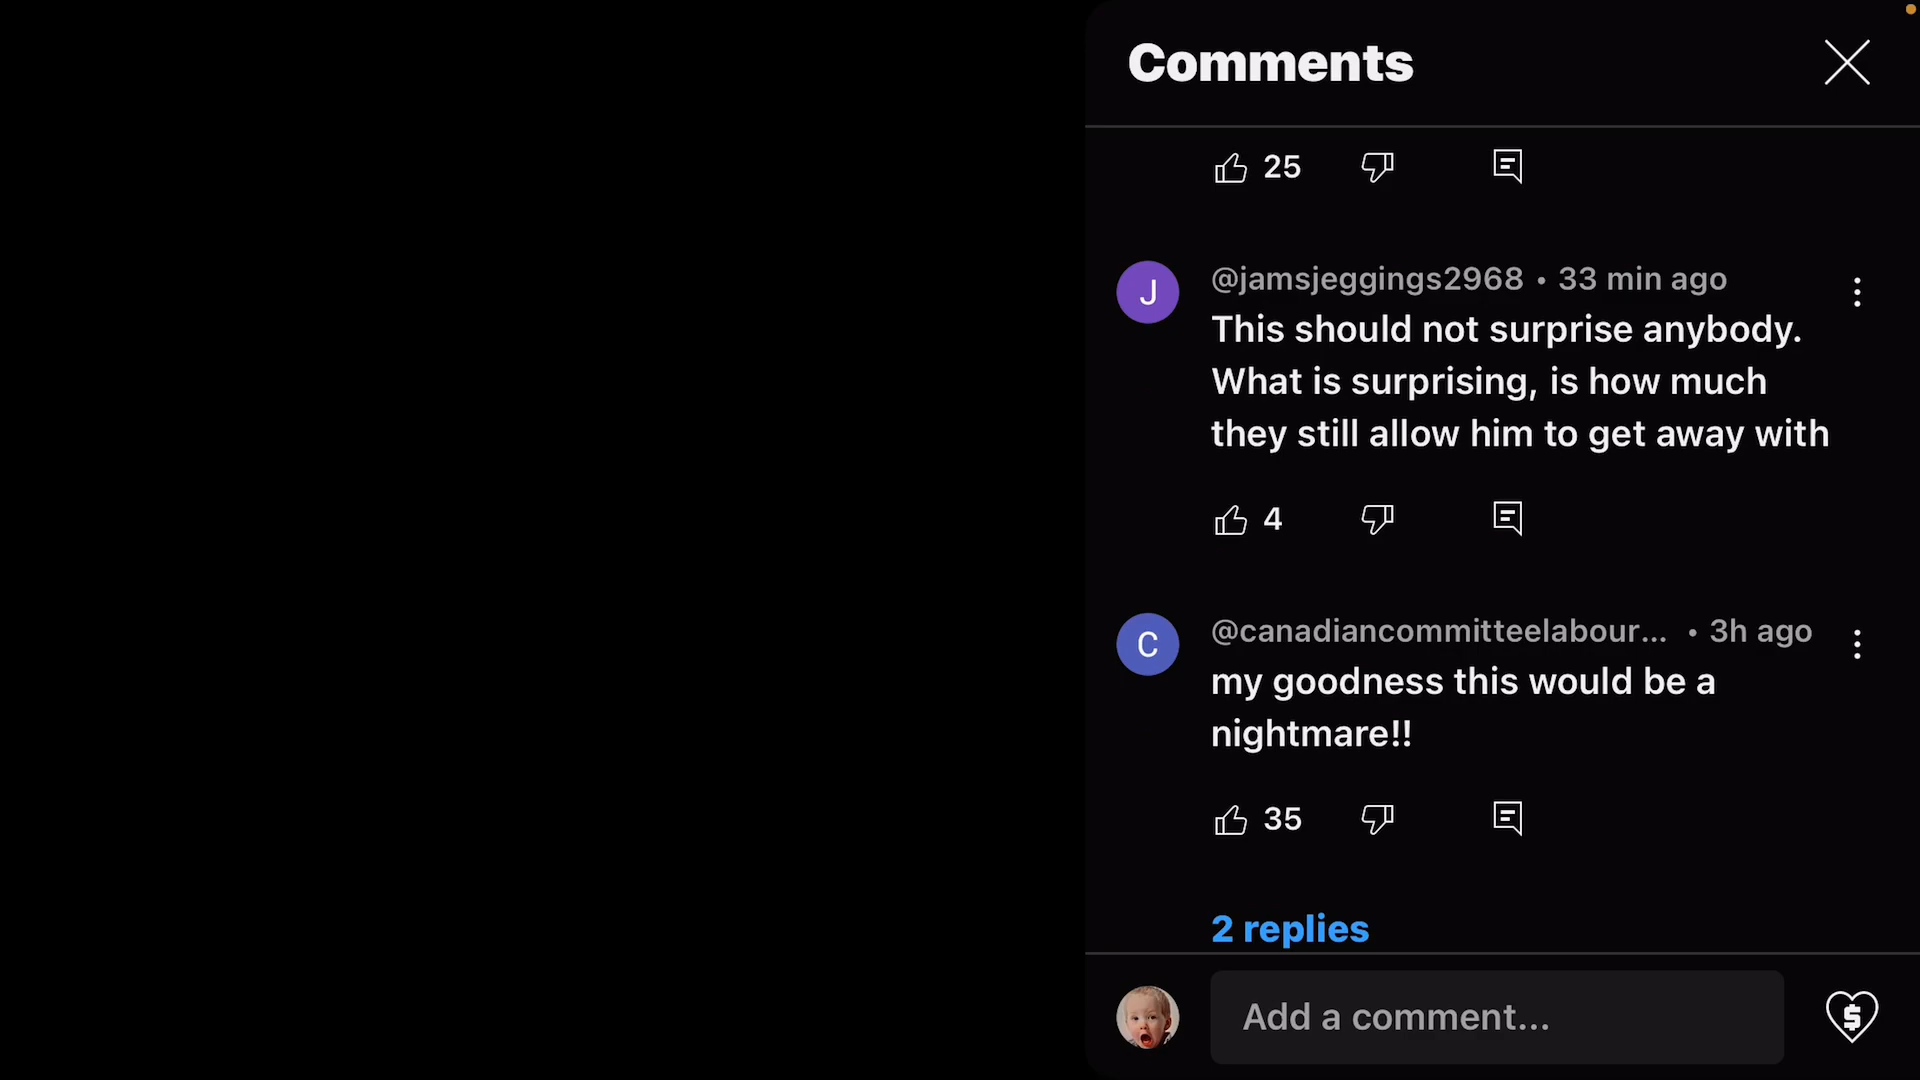 Comments
25
J
@jamsjeggings2968 • 33 min ago
This should not surprise anybody.
What is surprising, is how much
they still allow him to get away with
4
C
@canadiancommitteelabour... • 3h ago
my goodness this would be a
nightmare!!
35
2 replies
Add a comment...
$